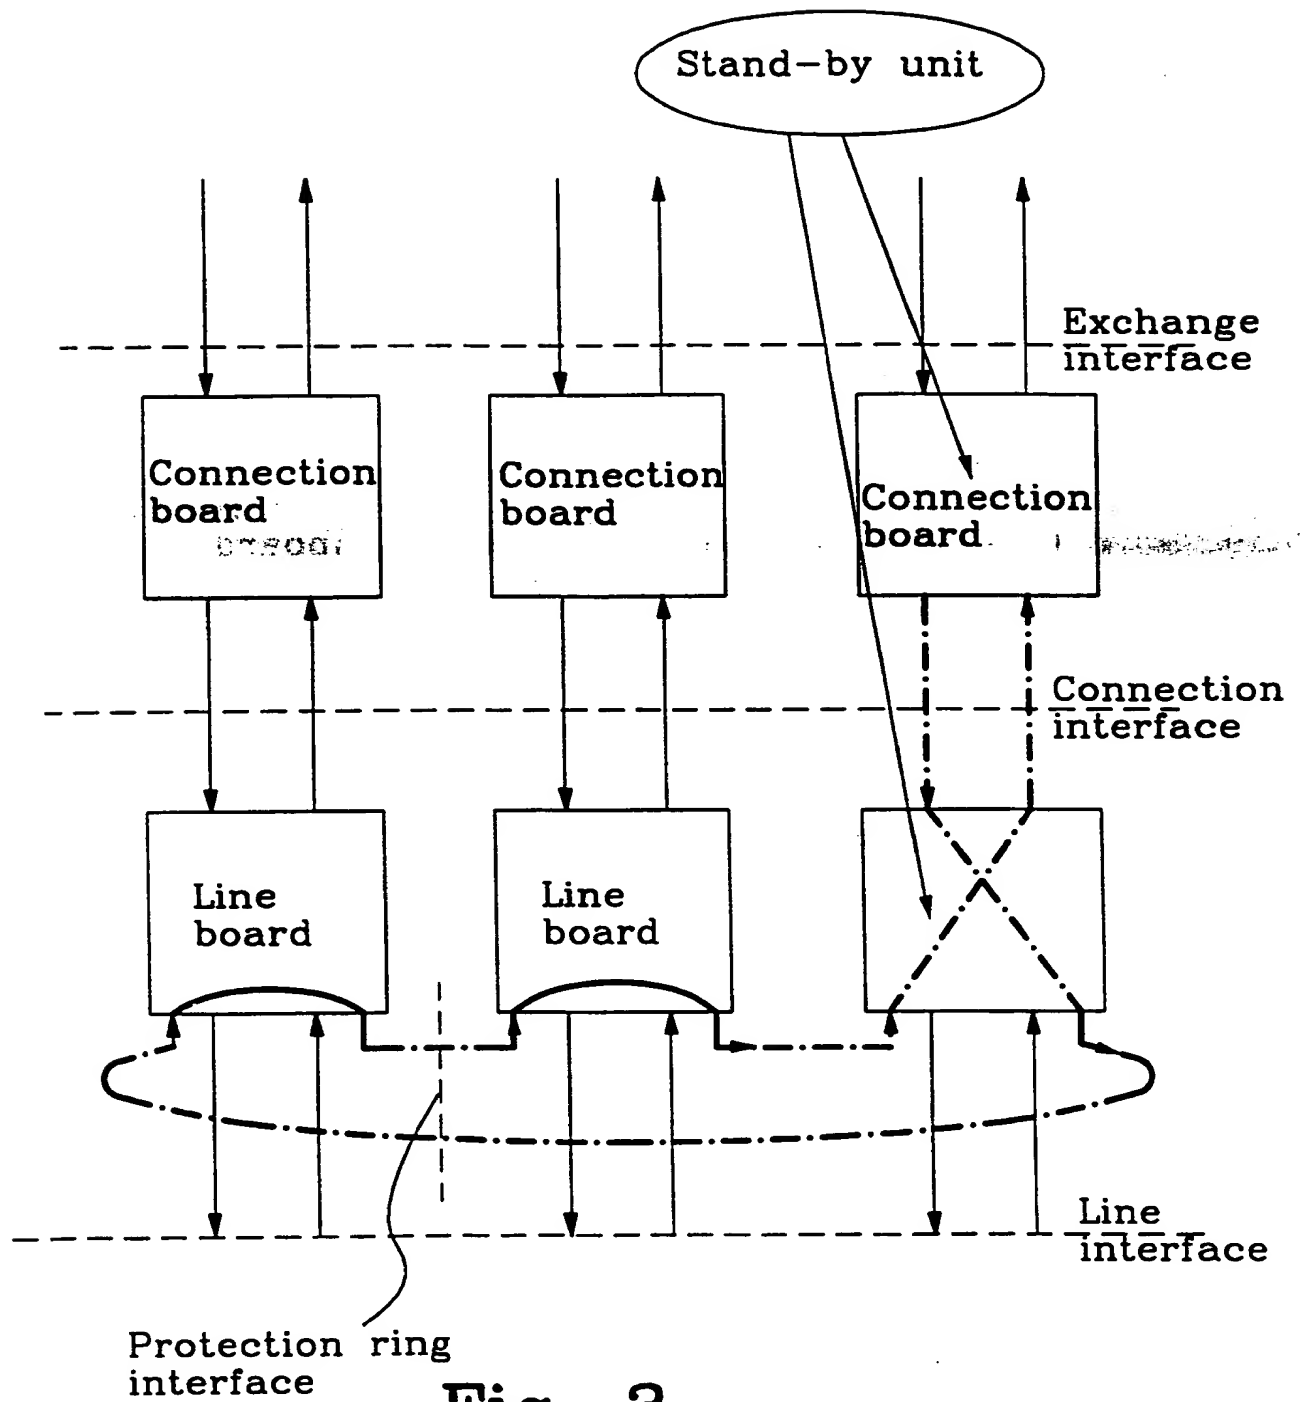 Stand-by unit
Exchange
interface
Connection
board
Connection
board
Connection
board
Connection
interface
Line
board
Line
board
Line
interface
Protection ring
interface